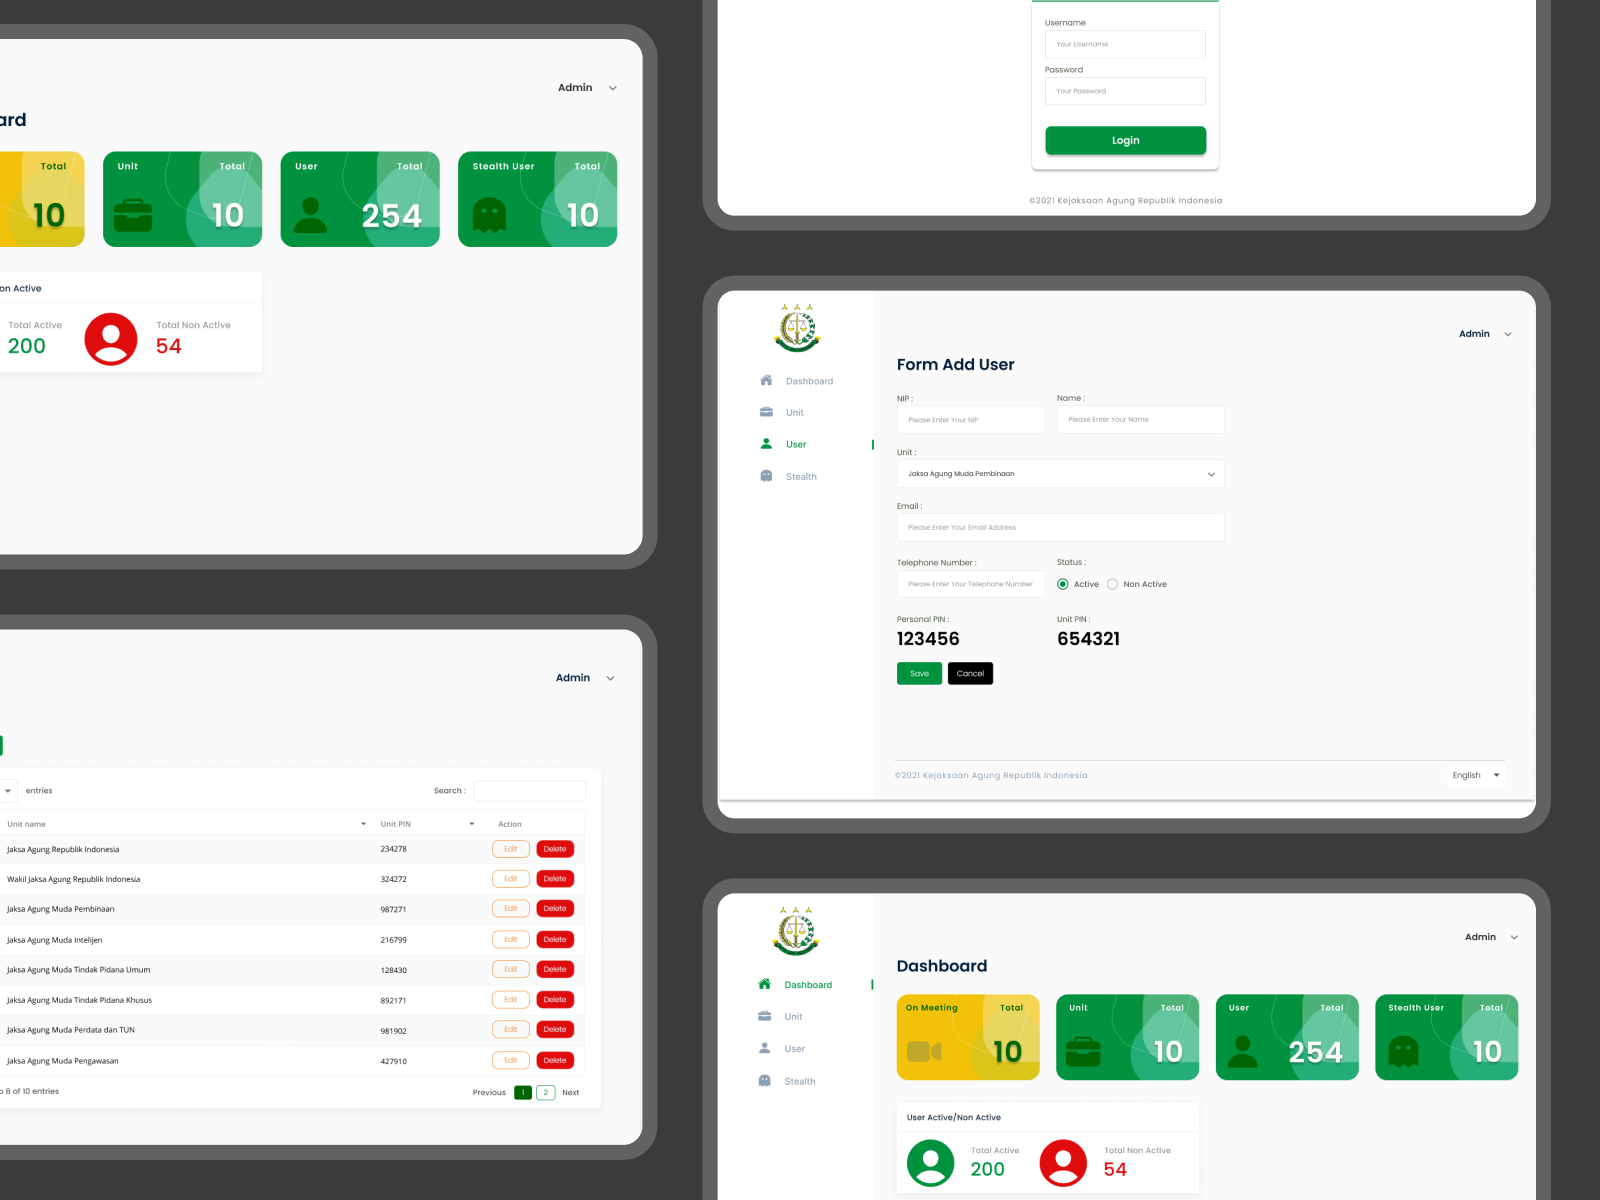 Admin
ard
Total
10
Unit Total
10
User Total
254
Stealth User Total
10
on Active
Total Active
200
Total Non Active
54
Admin
entries
Search :
Unit name Unit PIN Action
Jaksa Agung Republik Indonesia 234278 Edit Delete
Wakil Jaksa Agung Republik Indonesia 324272 Edit Delete
Jaksa Agung Muda Pembinaan 987271 Edit Delete
Jaksa Agung Muda Intelijen 216799 Edit Delete
Jaksa Agung Muda Tindak Pidana Umum 128430 Edit Delete
Jaksa Agung Muda Tindak Pidana Khusus 892171 Edit Delete
Jaksa Agung Muda Perdata dan TUN 981902 Edit Delete
Jaksa Agung Muda Pengawasan 427910 Edit Delete
o 8 of 10 entries
Previous 1 2 Next
Username
Your Username
Password
Your Password
Login
©2021 Kejaksaan Agung Republik Indonesia
Admin
Dashboard
Unit
User
Stealth
Form Add User
NIP : Name :
Please Enter Your NIP Please Enter Your Name
Unit :
Jaksa Agung Muda Pembinaan
Email :
Please Enter Your Email Address
Telephone Number : Status :
Please Enter Your Telephone Number Active Non Active
Personal PIN : Unit PIN :
123456 654321
Save Cancel
©2021 Kejaksaan Agung Republik Indonesia
English
Admin
Dashboard
Unit
User
Stealth
Dashboard
On Meeting Total
10
Unit Total
10
User Total
254
Stealth User Total
10
User Active/Non Active
Total Active
200
Total Non Active
54